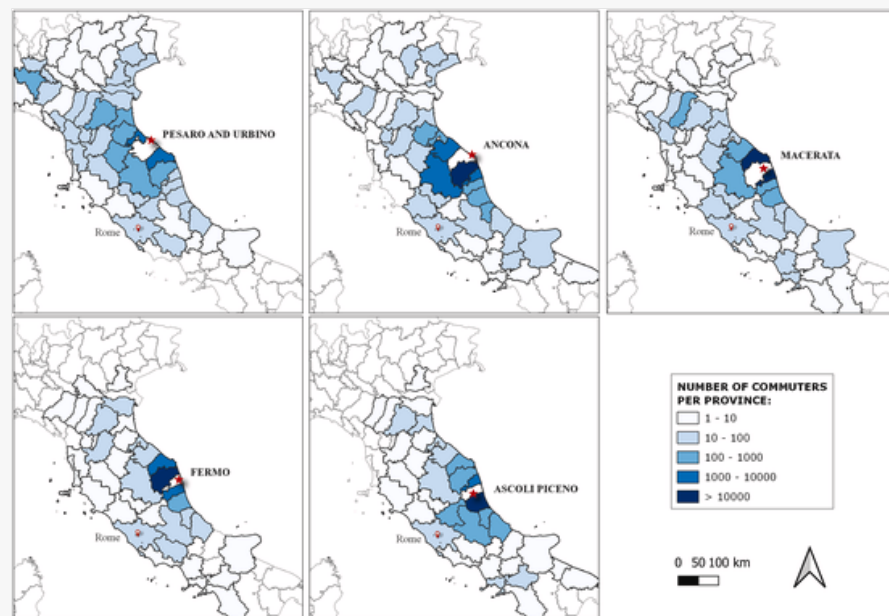 PESARO AND URBINO
Rome
ANCONA
Rome
MACERATA
Rome
FERMO
Rome
ASCOLI PICENO
Rome
NUMBER OF COMMUTERS
PER PROVINCE:
1 - 10
10 - 100
100 - 1000
1000 - 10000
> 10000
0 50 100 km